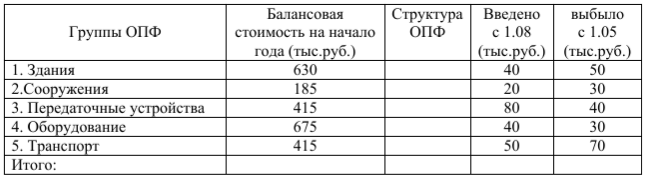 Группы ОПФ Балансовая стоимость на начало года (тыс.руб.) Структура ОПФ Введено с 1.08 (тыс.руб.) выбыло с 1.05 (тыс.руб.)
1. Здания 630 40 50
2.Сооружения 185 20 30
3. Передаточные устройства 415 80 40
4. Оборудование 675 40 30
5. Транспорт 415 50 70
Итого: